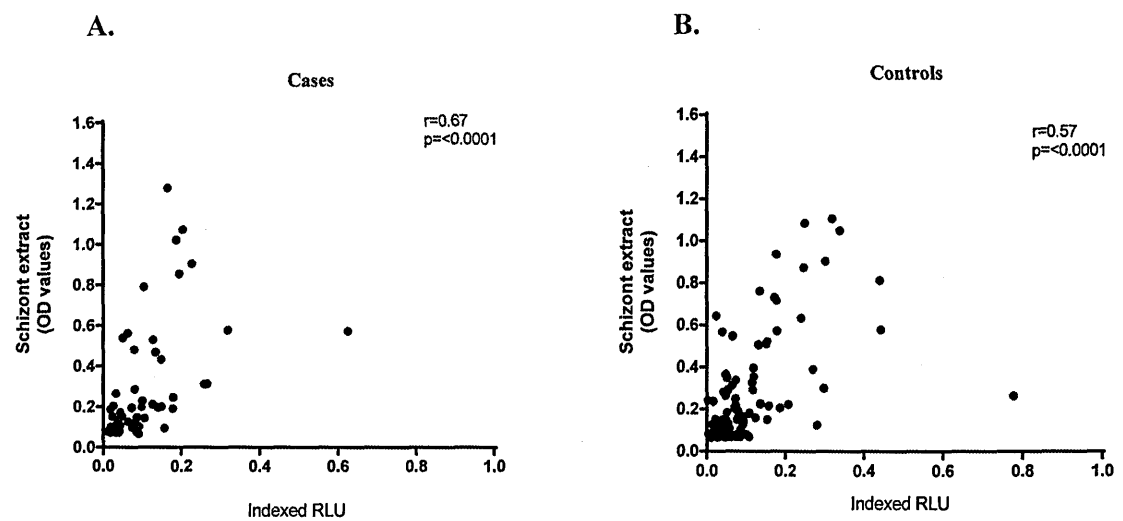 A.
Cases
r=0.67
p=<0.0001
Schizont extract
(OD values)
1.6
1.4
1.2
1.0
0.8
0.6
0.4
0.2
0.0
0.0 0.2 0.4 0.6 0.8 1.0
Indexed RLU
B.
Controls
r=0.57
p=<0.0001
Schizont extract
(OD values)
1.6
1.4
1.2
1.0
0.8
0.6
0.4
0.2
0.0
0.0 0.2 0.4 0.6 0.8 1.0
Indexed RLU